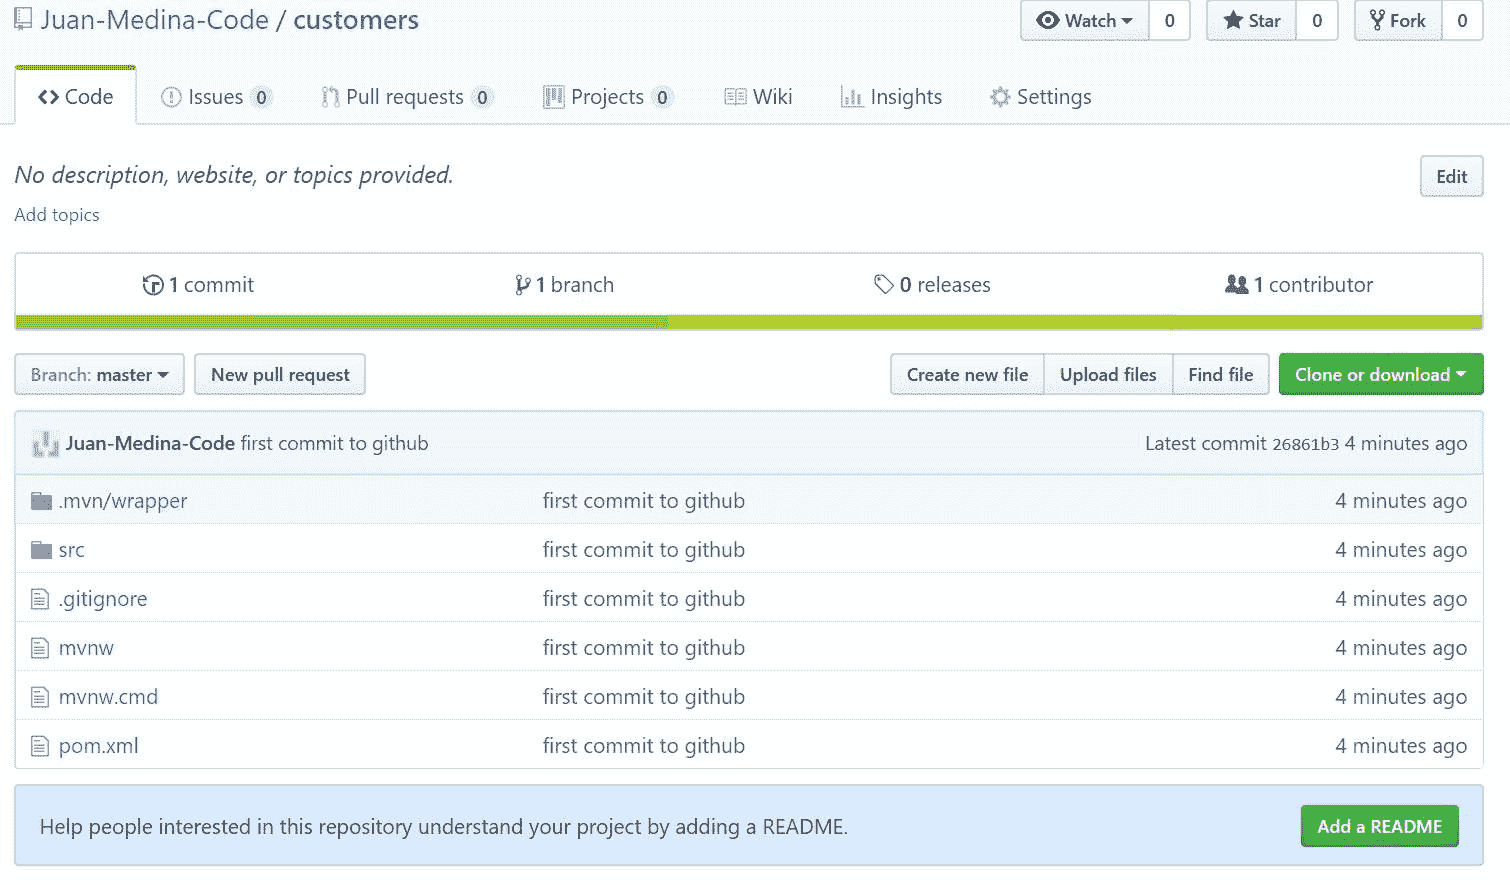 Juan-Medina-Code / customers
Watch 0 Star 0 Fork 0
Code Issues 0 Pull requests 0 Projects 0 Wiki Insights Settings
No description, website, or topics provided.
Edit
Add topics
1 commit 1 branch 0 releases 1 contributor
Branch: master New pull request Create new file Upload files Find file Clone or download
Juan-Medina-Code first commit to github Latest commit 26861b3 4 minutes ago
.mvn/wrapper first commit to github 4 minutes ago
src first commit to github 4 minutes ago
.gitignore first commit to github 4 minutes ago
mvnw first commit to github 4 minutes ago
mvnw.cmd first commit to github 4 minutes ago
pom.xml first commit to github 4 minutes ago
Help people interested in this repository understand your project by adding a README. Add a README